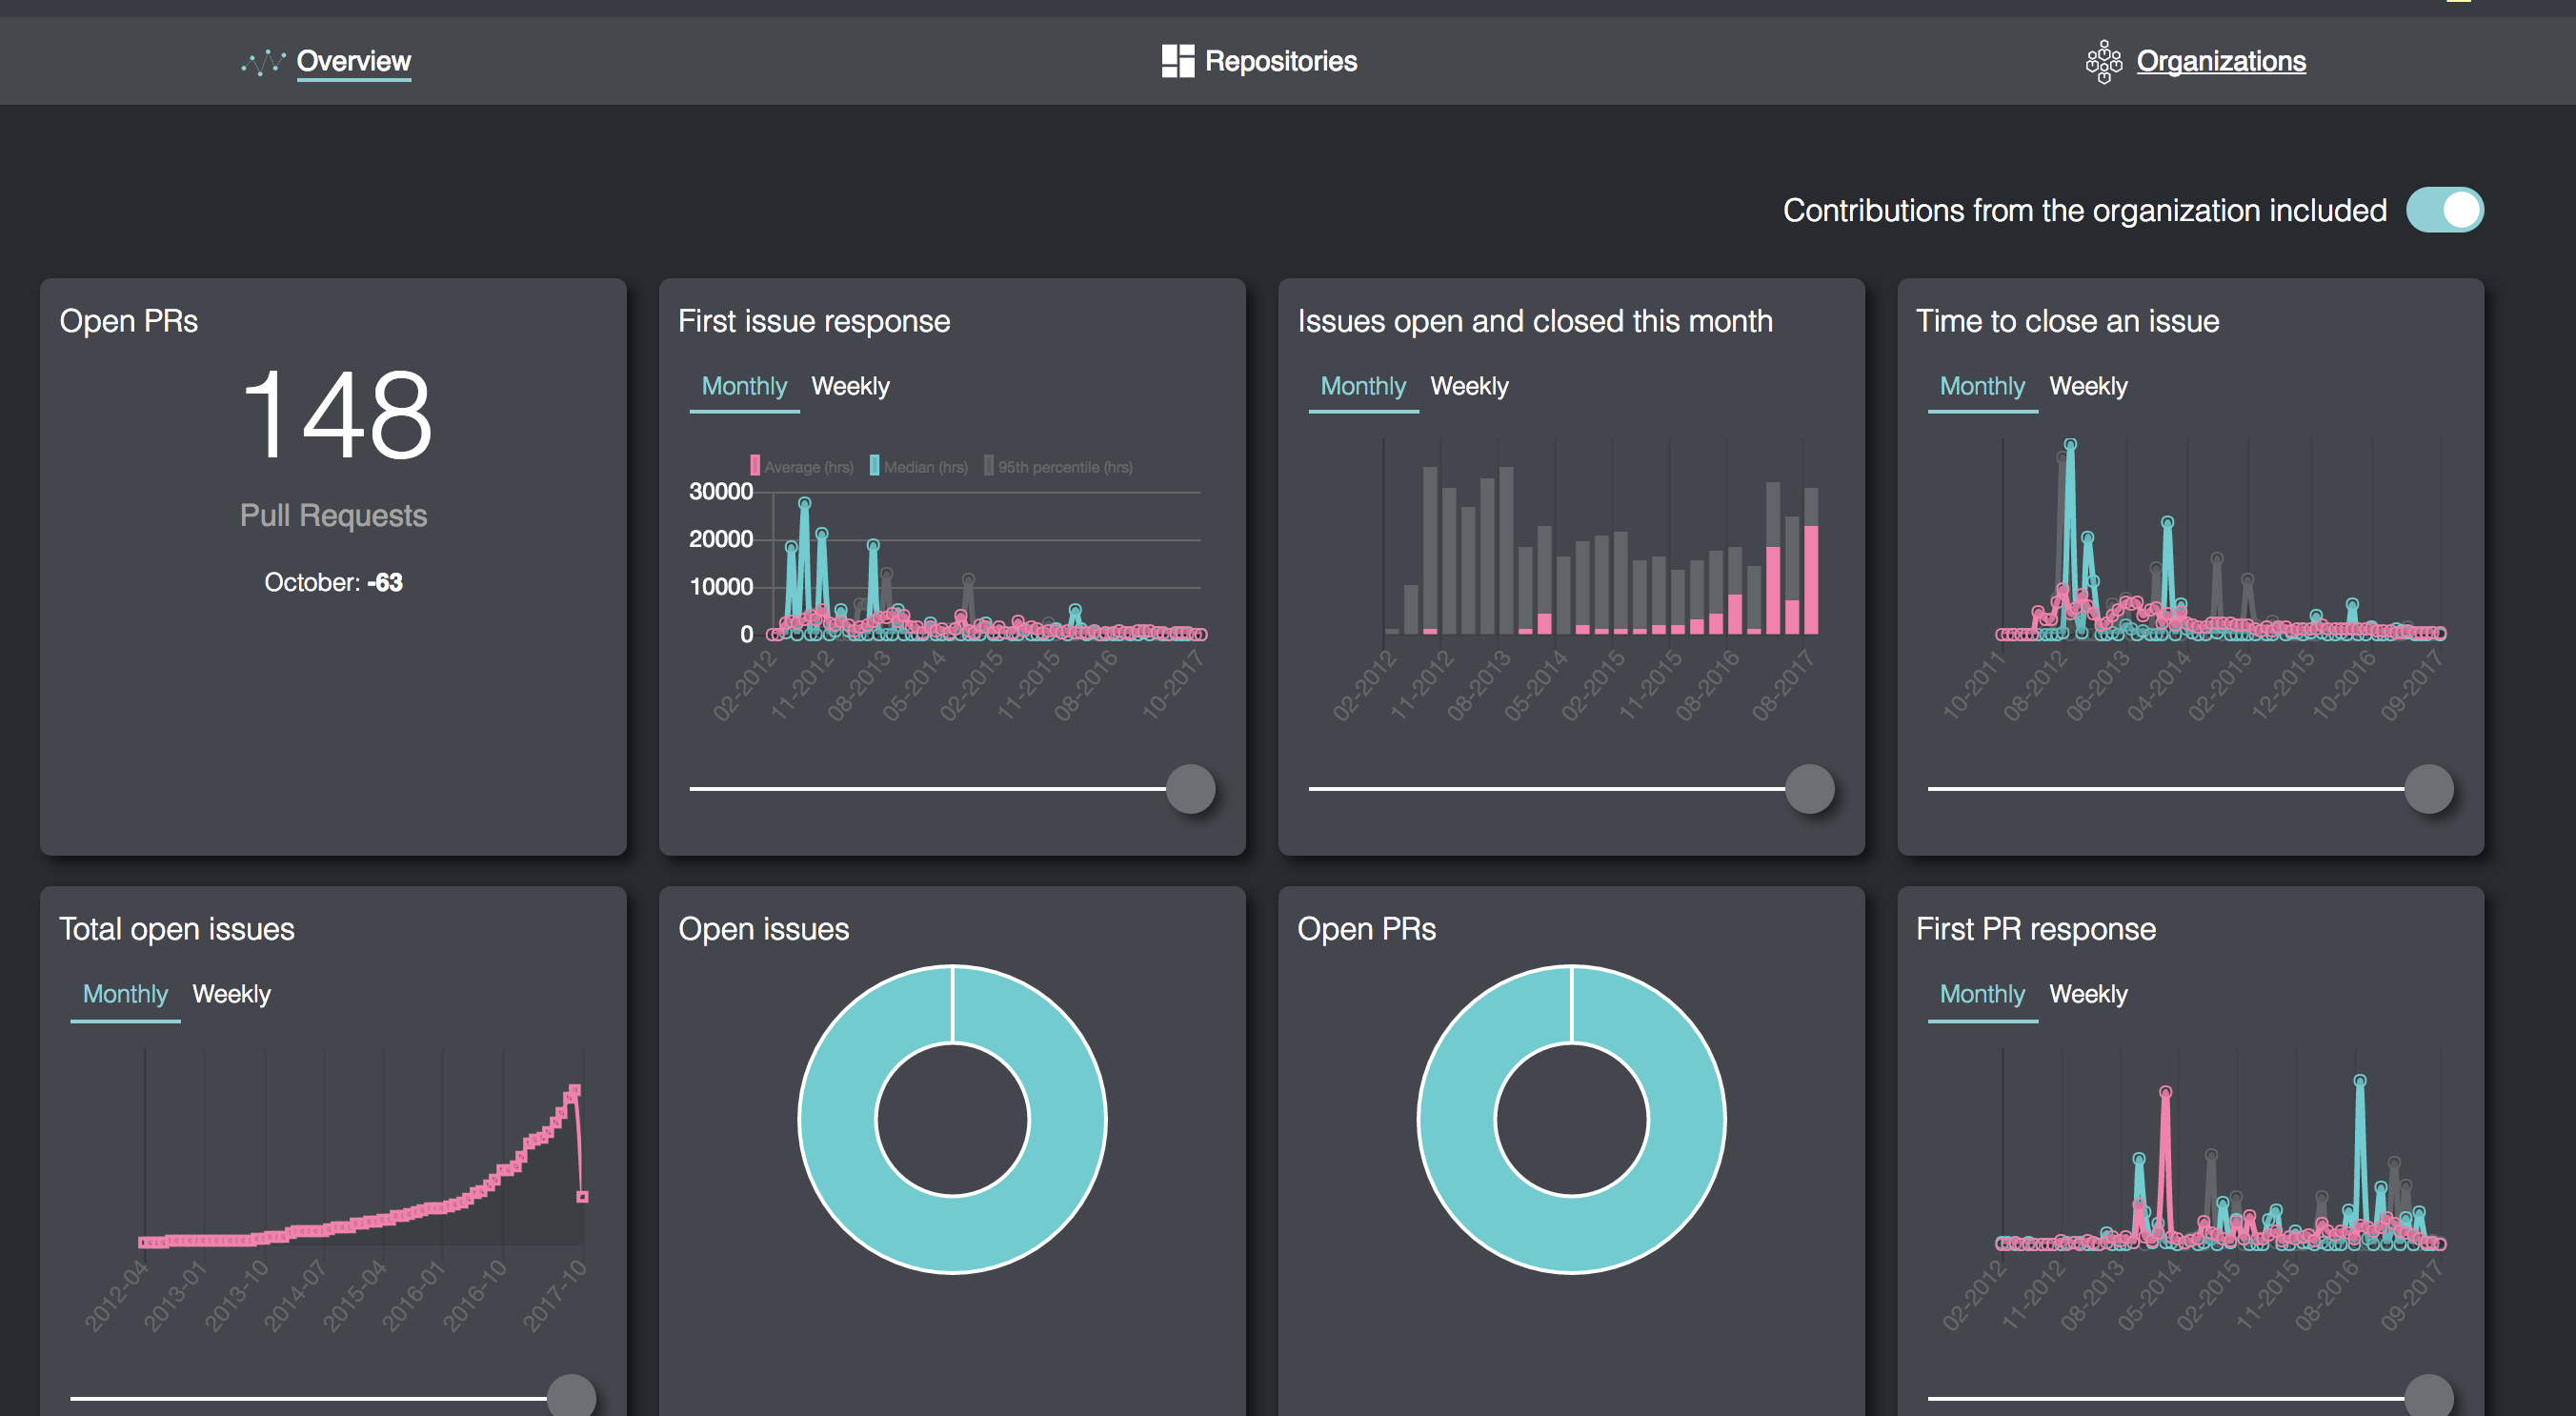 Overview
Repositories
Organizations
Contributions from the organization included
Open PRs
148
Pull Requests
October: -63
First issue response
Monthly Weekly
Average (hrs) Median (hrs) 95th percentile (hrs)
30000
20000
10000
0
02-2012 11-2012 08-2013 05-2014 02-2015 11-2015 08-2016 10-2017
Issues open and closed this month
Monthly Weekly
02-2012 11-2012 08-2013 05-2014 02-2015 11-2015 08-2016 08-2017
Time to close an issue
Monthly Weekly
10-2011 08-2012 06-2013 04-2014 02-2015 12-2015 10-2016 09-2017
Total open issues
Monthly Weekly
2012-04 2013-01 2013-10 2014-07 2015-04 2016-01 2016-10 2017-10
Open issues
Open PRs
First PR response
Monthly Weekly
02-2012 11-2012 08-2013 05-2014 02-2015 11-2015 08-2016 09-2017